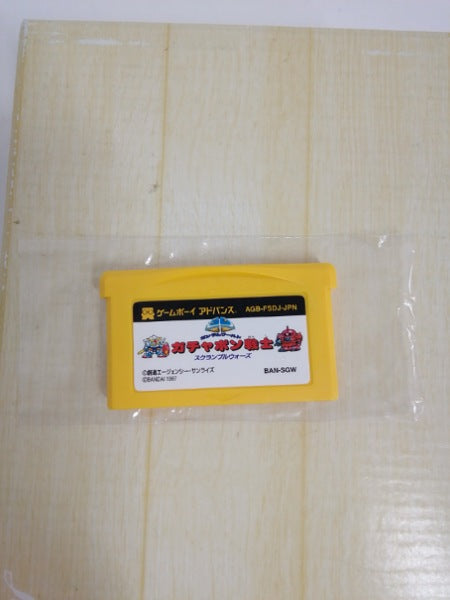 ゲームボーイ アドバンス
AGB-FSDJ-JPN
ガチャポン戦士
スクランブルウォーズ
©創通エージェンシー・サンライズ
©BANDAI 1987
BAN-SGW